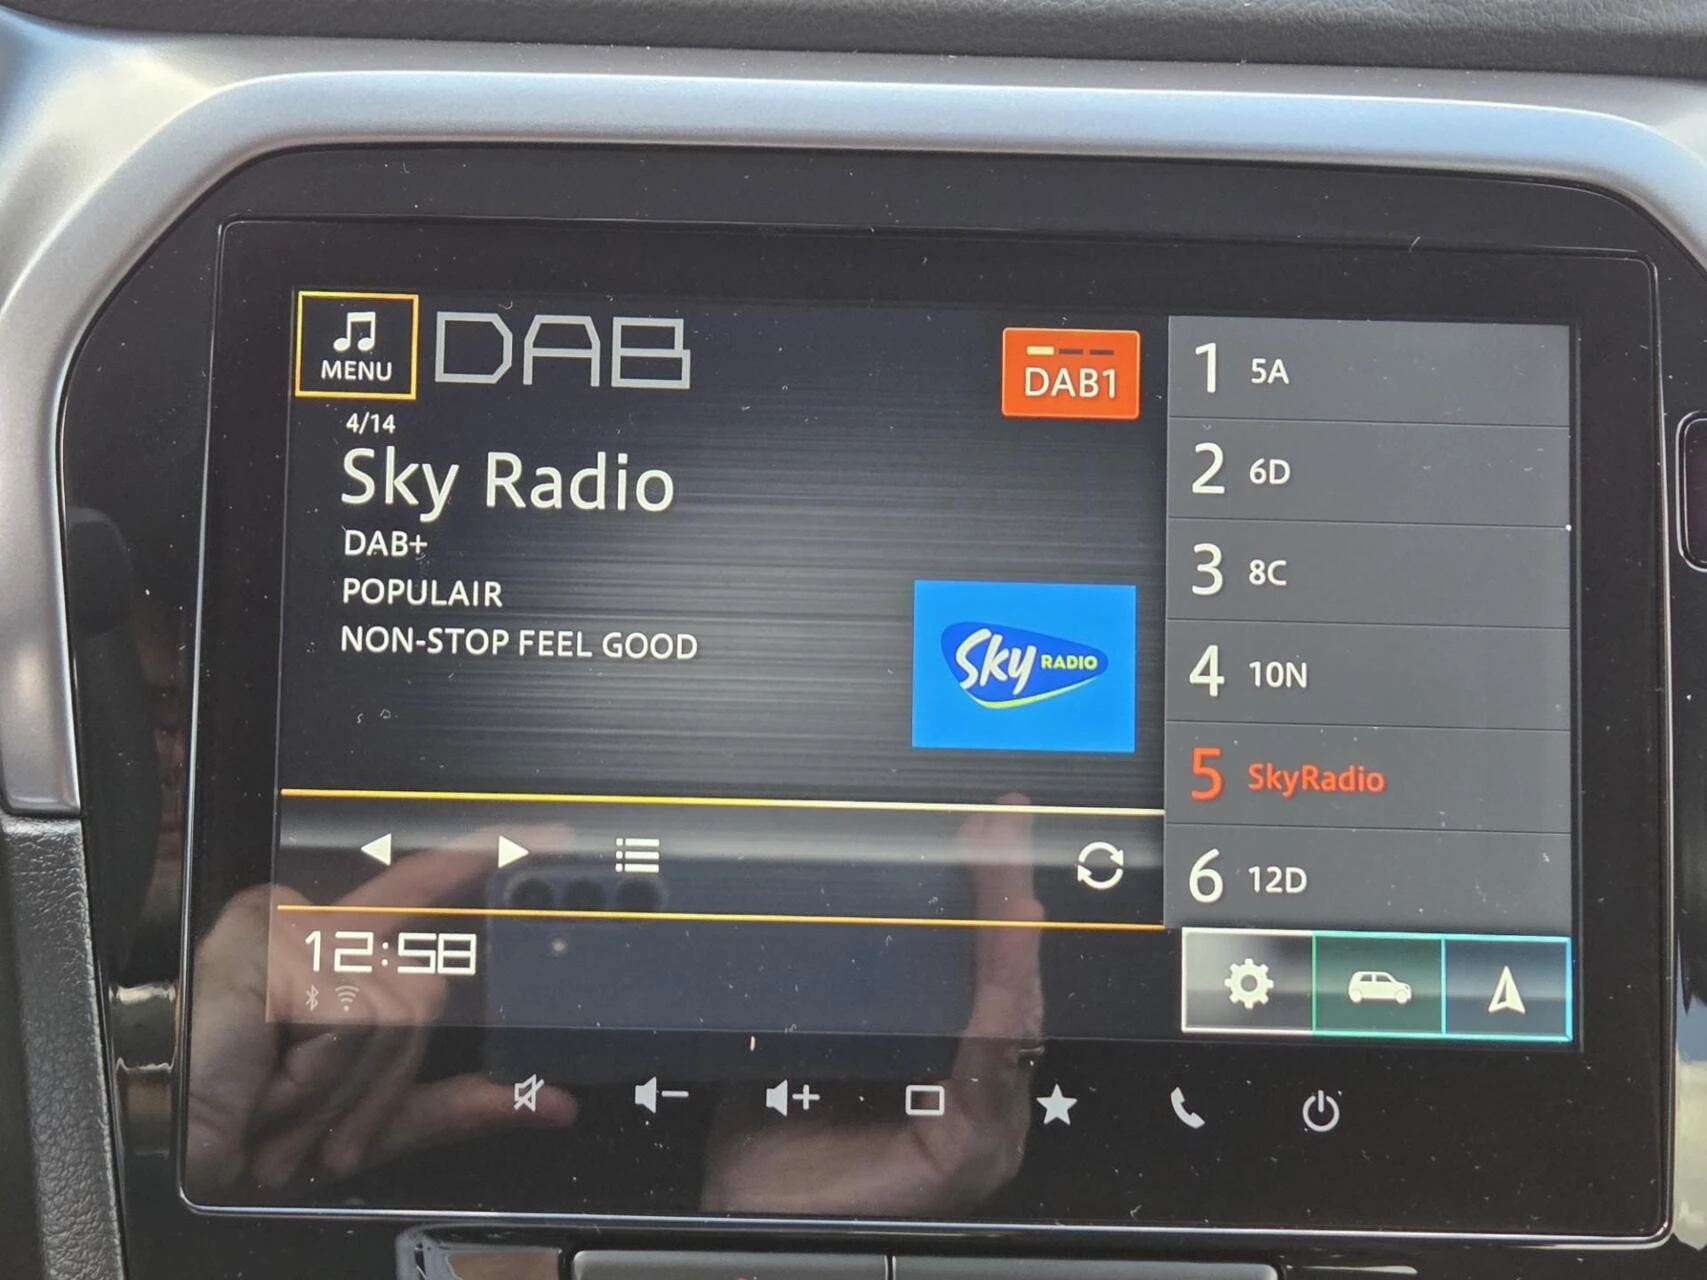 MENU
DAB
DAB1
4/14
Sky Radio
DAB+
POPULAIR
NON-STOP FEEL GOOD
Sky RADIO
12:58
1 5A
2 6D
3 8C
4 10N
5 SkyRadio
6 12D